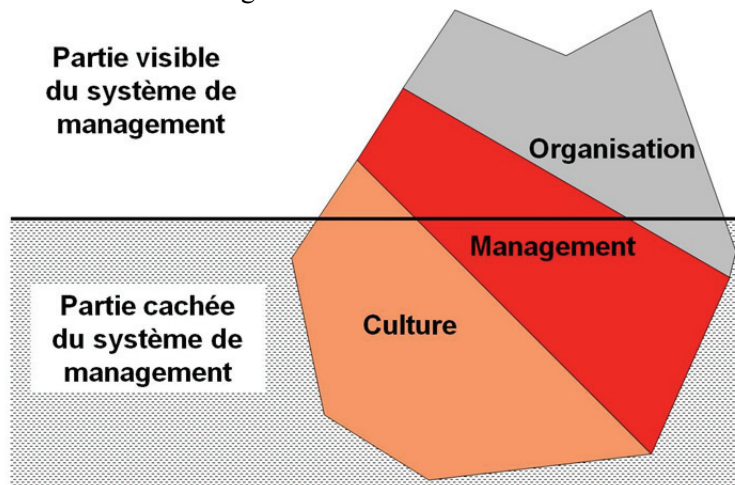 Partie visible
du système de
management
Organisation
Management
Partie cachée
du système de
management
Culture